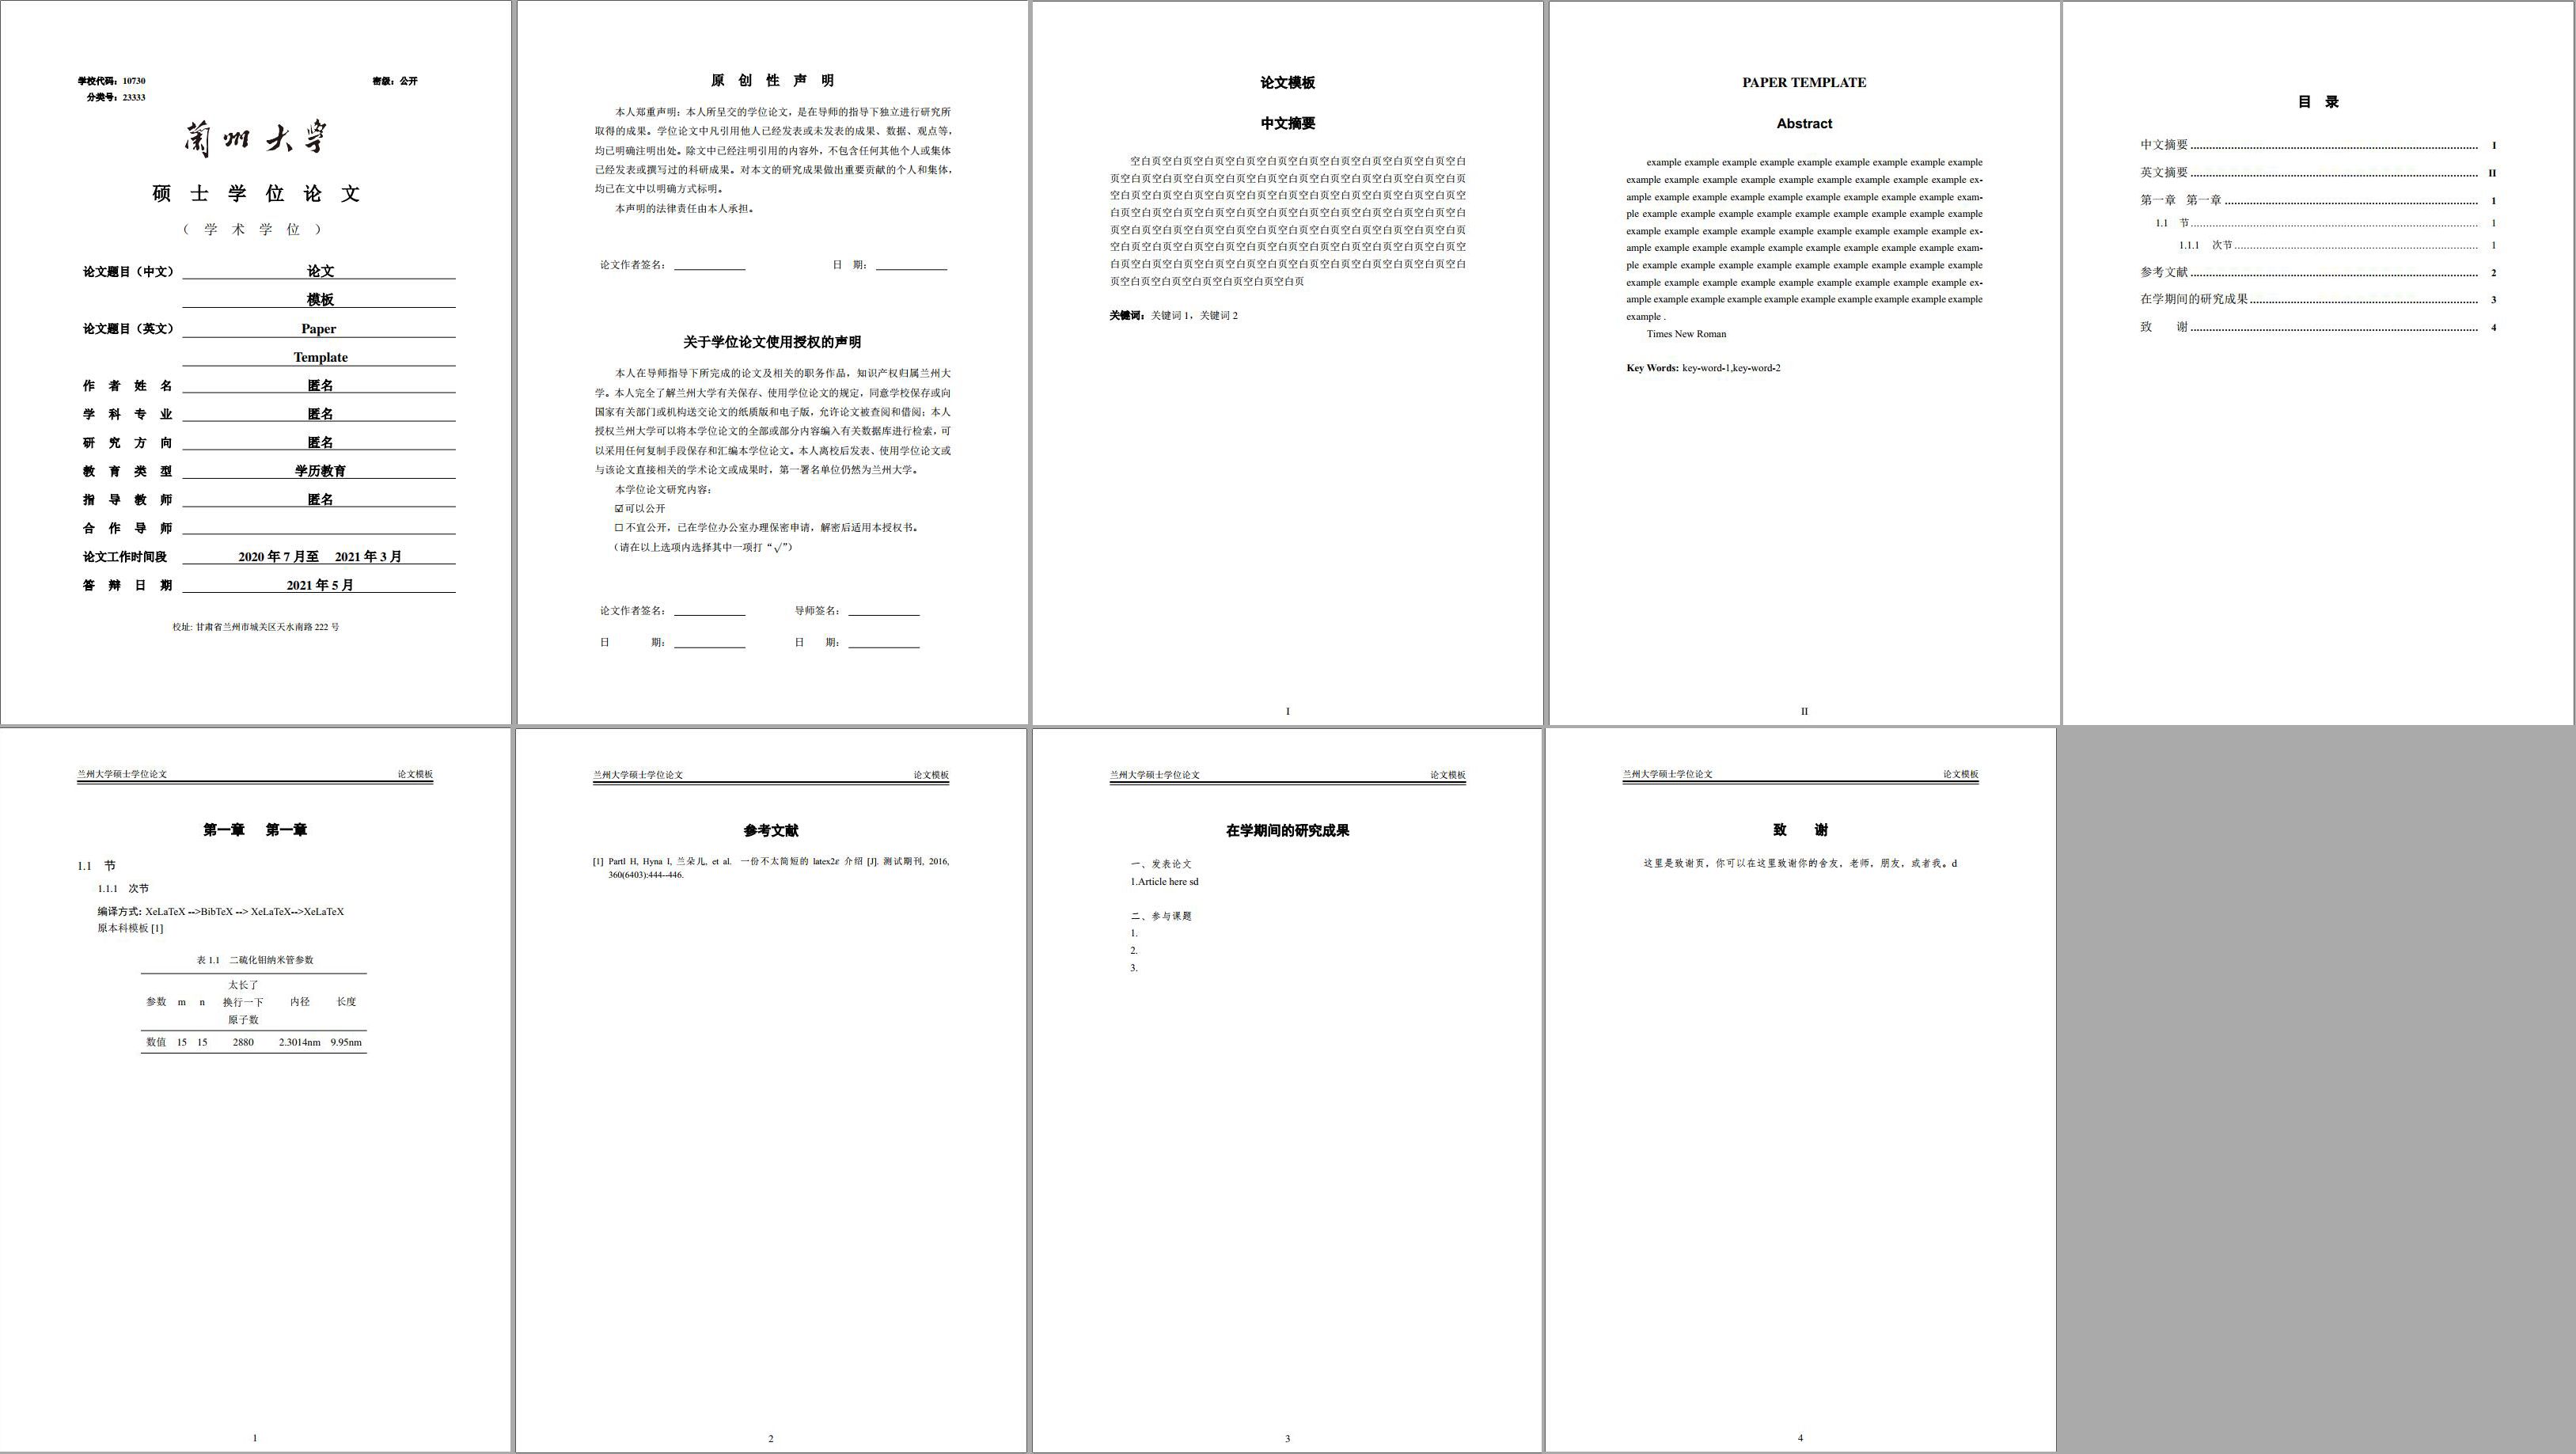 学校代码：10730 密级：公开
分类号：23333
兰州大学
硕 士 学 位 论 文
（ 学 术 学 位 ）
论文题目（中文） 论文
模板
论文题目（英文） Paper
Template
作 者 姓 名 匿名
学 科 专 业 匿名
研 究 方 向 匿名
教 育 类 型 学历教育
指 导 教 师 匿名
合 作 导 师
论文工作时间段 2020 年 7 月至 2021 年 3 月
答 辩 日 期 2021 年 5 月
校址: 甘肃省兰州市城关区天水南路 222 号
原 创 性 声 明
本人郑重声明：本人所呈交的学位论文，是在导师的指导下独立进行研究所
取得的成果。学位论文中凡引用他人已经发表或未发表的成果、数据、观点等，
均已明确注明出处。除文中已经注明引用的内容外，不包含任何其他个人或集体
已经发表或撰写过的科研成果。对本文的研究成果做出重要贡献的个人和集体，
均已在文中以明确方式标明。
本声明的法律责任由本人承担。
论文作者签名： 日 期：
关于学位论文使用授权的声明
本人在导师指导下所完成的论文及相关的职务作品，知识产权归属兰州大
学。本人完全了解兰州大学有关保存、使用学位论文的规定，同意学校保存或向
国家有关部门或机构送交论文的纸质版和电子版，允许论文被查阅和借阅；本人
授权兰州大学可以将本学位论文的全部或部分内容编入有关数据库进行检索，可
以采用任何复制手段保存和汇编本学位论文。本人离校后发表、使用学位论文或
与该论文直接相关的学术论文或成果时，第一署名单位仍然为兰州大学。
本学位论文研究内容：
☑可以公开
☐ 不宜公开，已在学位办公室办理保密申请，解密后适用本授权书。
（请在以上选项内选择其中一项打“√”）
论文作者签名： 导师签名：
日 期： 日 期：
论文模板
中文摘要
空白页空白页空白页空白页空白页空白页空白页空白页空白页空白页空白
页空白页空白页空白页空白页空白页空白页空白页空白页空白页空白页空白页
空白页空白页空白页空白页空白页空白页空白页空白页空白页空白页空白页空
白页空白页空白页空白页空白页空白页空白页空白页空白页空白页空白页空白
页空白页空白页空白页空白页空白页空白页空白页空白页空白页空白页空白页
空白页空白页空白页空白页空白页空白页空白页空白页空白页空白页空白页空
白页空白页空白页空白页空白页空白页空白页空白页空白页空白页空白页空白
页空白页空白页空白页空白页空白页空白页
关键词：关键词 1，关键词 2
I
PAPER TEMPLATE
Abstract
example example example example example example example example example
example example example example example example example example example ex-
ample example example example example example example example example exam-
ple example example example example example example example example example
example example example example example example example example example ex-
ample example example example example example example example example exam-
ple example example example example example example example example example
example example example example example example example example example ex-
ample example example example example example example example example example
example .
Times New Roman
Key Words: key-word-1,key-word-2
II
目 录
中文摘要 I
英文摘要 II
第一章 第一章 1
1.1 节 1
1.1.1 次节 1
参考文献 2
在学期间的研究成果 3
致 谢 4
兰州大学硕士学位论文 论文模板
第一章 第一章
1.1 节
1.1.1 次节
编译方式: XeLaTeX -->BibTeX --> XeLaTeX-->XeLaTeX
原本科模板 [1]
表 1.1 二硫化钼纳米管参数
太长了
参数 m n 换行一下 内径 长度
原子数
数值 15 15 2880 2.3014nm 9.95nm
1
兰州大学硕士学位论文 论文模板
参考文献
[1] Partl H, Hyna I, 兰朵儿, et al. 一份不太简短的 latex2ε 介绍 [J]. 测试期刊, 2016,
360(6403):444--446.
2
兰州大学硕士学位论文 论文模板
在学期间的研究成果
一、发表论文
1.Article here sd
二、参与课题
1.
2.
3.
3
兰州大学硕士学位论文 论文模板
致 谢
这里是致谢页，你可以在这里致谢你的舍友，老师，朋友，或者我。d
4